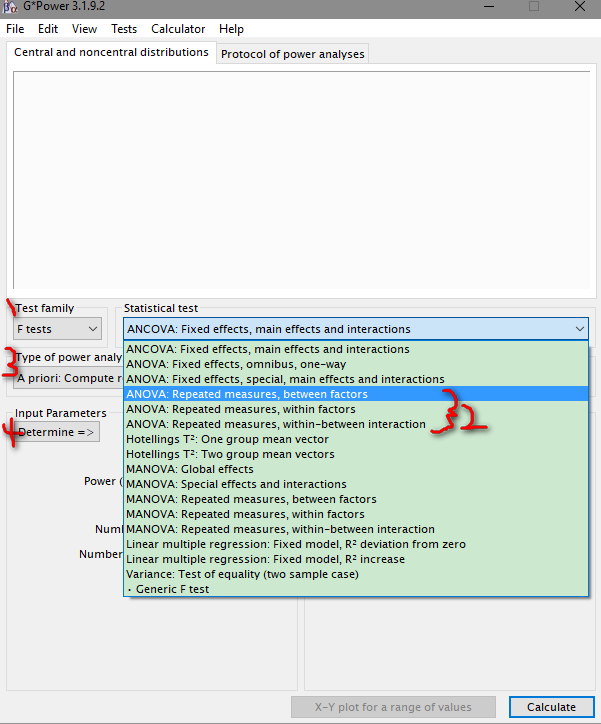 G*Power 3.1.9.2
File Edit View Tests Calculator Help
Central and noncentral distributions Protocol of power analyses
1
Test family Statistical test
F tests ANCOVA: Fixed effects, main effects and interactions
ANCOVA: Fixed effects, main effects and interactions
3 Type of power analy
ANOVA: Fixed effects, omnibus, one-way
A priori: Compute r
ANOVA: Fixed effects, special, main effects and interactions
ANOVA: Repeated measures, between factors
Input Parameters ANOVA: Repeated measures, within factors 2
4 Determine => ANOVA: Repeated measures, within-between interaction
Hotellings T²: One group mean vector
Hotellings T²: Two group mean vectors
MANOVA: Global effects
Power ( MANOVA: Special effects and interactions
MANOVA: Repeated measures, between factors
MANOVA: Repeated measures, within factors
Numb MANOVA: Repeated measures, within-between interaction
Linear multiple regression: Fixed model, R² deviation from zero
Number Linear multiple regression: Fixed model, R² increase
Variance: Test of equality (two sample case)
• Generic F test
X-Y plot for a range of values Calculate